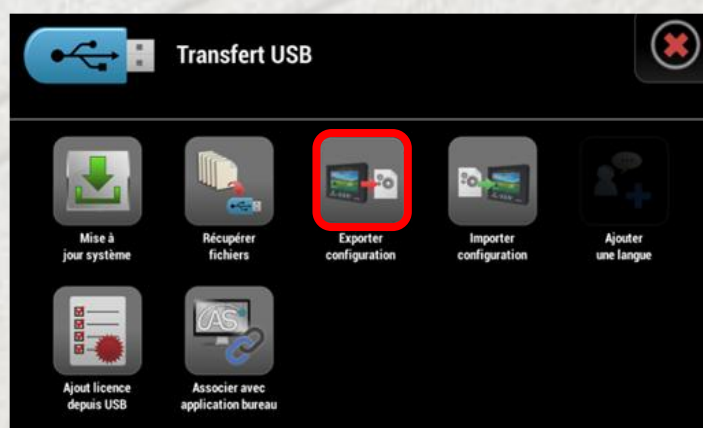 Transfert USB
Mise à
jour système
Récupérer
fichiers
Exporter
configuration
Importer
configuration
Ajouter
une langue
Ajout licence
depuis USB
CAS
Associer avec
application bureau